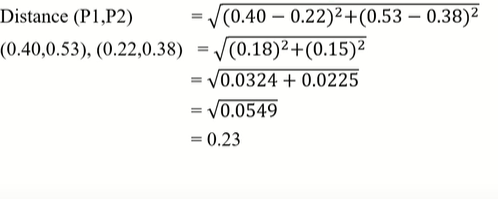 Distance (P1,P2) = √(0.40 − 0.22)²+(0.53 − 0.38)²
(0.40,0.53), (0.22,0.38) = √(0.18)²+(0.15)²
= √0.0324 + 0.0225
= √0.0549
= 0.23